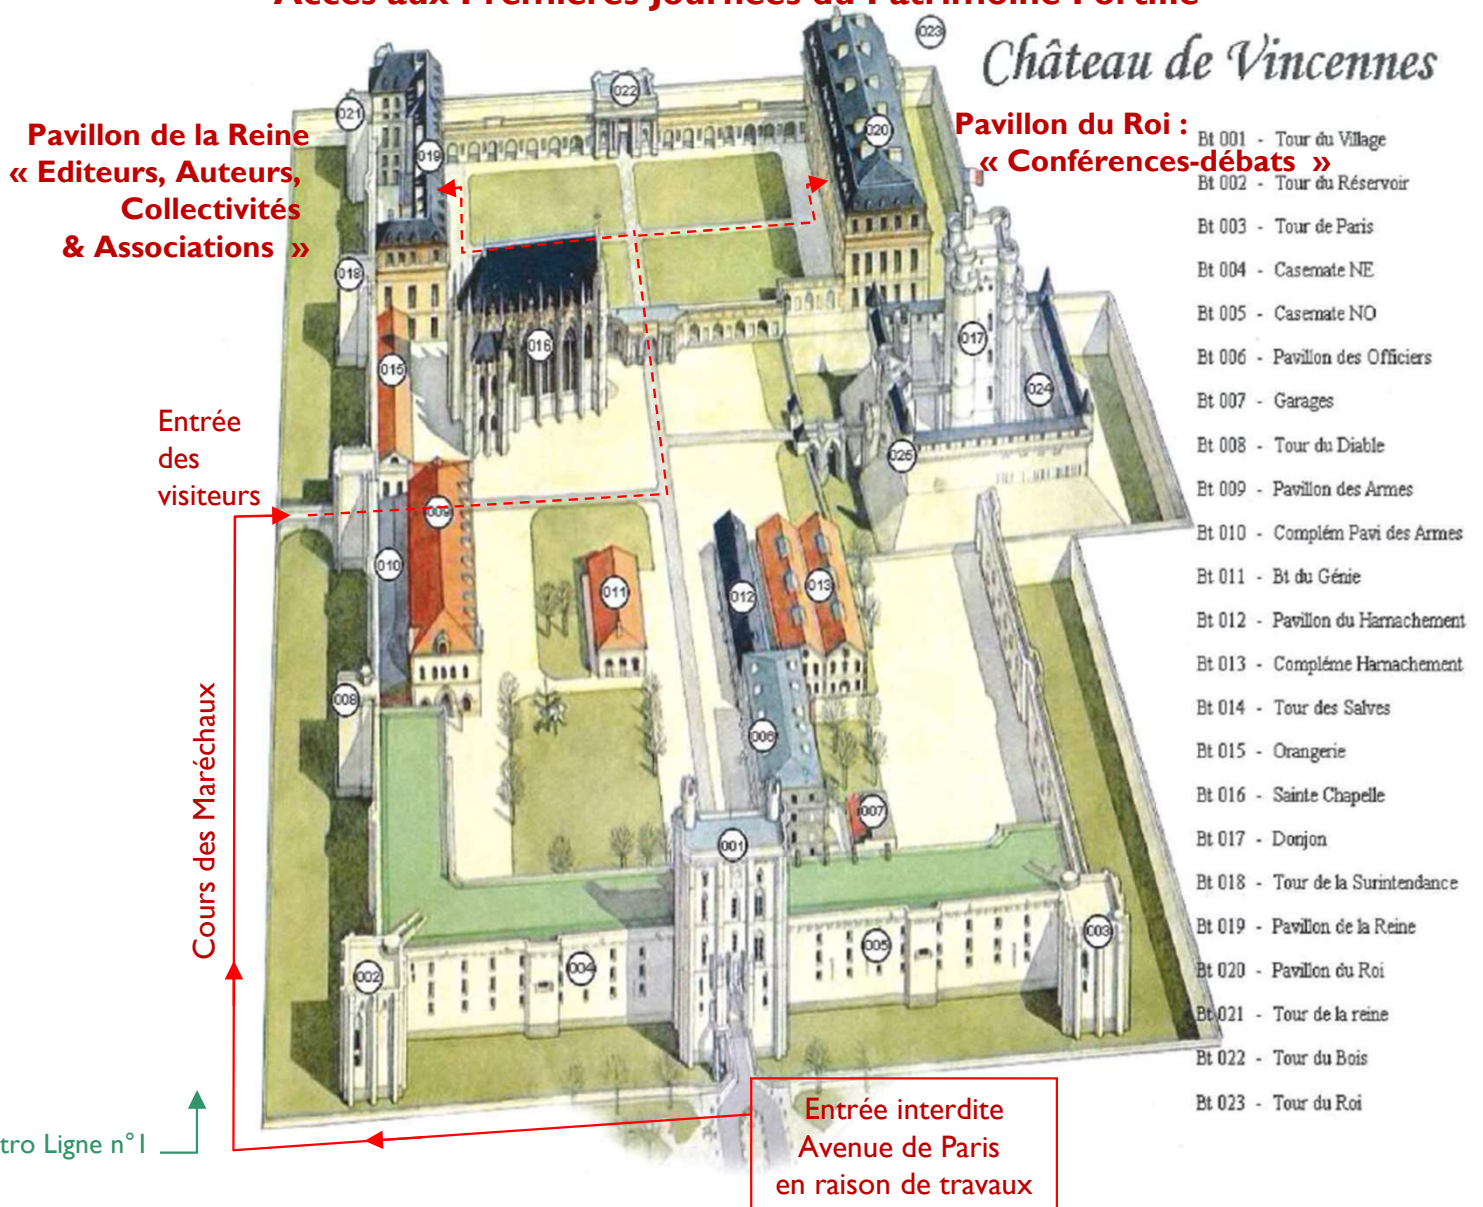 Accès aux Premières Journées du Patrimoine Fortifié
Château de Vincennes
Pavillon de la Reine
« Editeurs, Auteurs,
Collectivités
& Associations »
Pavillon du Roi :
« Conférences-débats »
Entrée
des
visiteurs
Cours des Maréchaux
tro Ligne n°1
Entrée interdite
Avenue de Paris
en raison de travaux
Bt 001 - Tour du Village
Bt 002 - Tour du Réservoir
Bt 003 - Tour de Paris
Bt 004 - Casemate NE
Bt 005 - Casemate NO
Bt 006 - Pavillon des Officiers
Bt 007 - Garages
Bt 008 - Tour du Diable
Bt 009 - Pavillon des Armes
Bt 010 - Complém Pavi des Armes
Bt 011 - Bt du Génie
Bt 012 - Pavillon du Harnachement
Bt 013 - Compléme Harnachement
Bt 014 - Tour des Salves
Bt 015 - Orangerie
Bt 016 - Sainte Chapelle
Bt 017 - Donjon
Bt 018 - Tour de la Surintendance
Bt 019 - Pavillon de la Reine
Bt 020 - Pavillon du Roi
Bt 021 - Tour de la reine
Bt 022 - Tour du Bois
Bt 023 - Tour du Roi
023
022
021
020
019
018
017
016
015
024
025
009
010
011
012
013
008
006
007
001
002
003
004
005